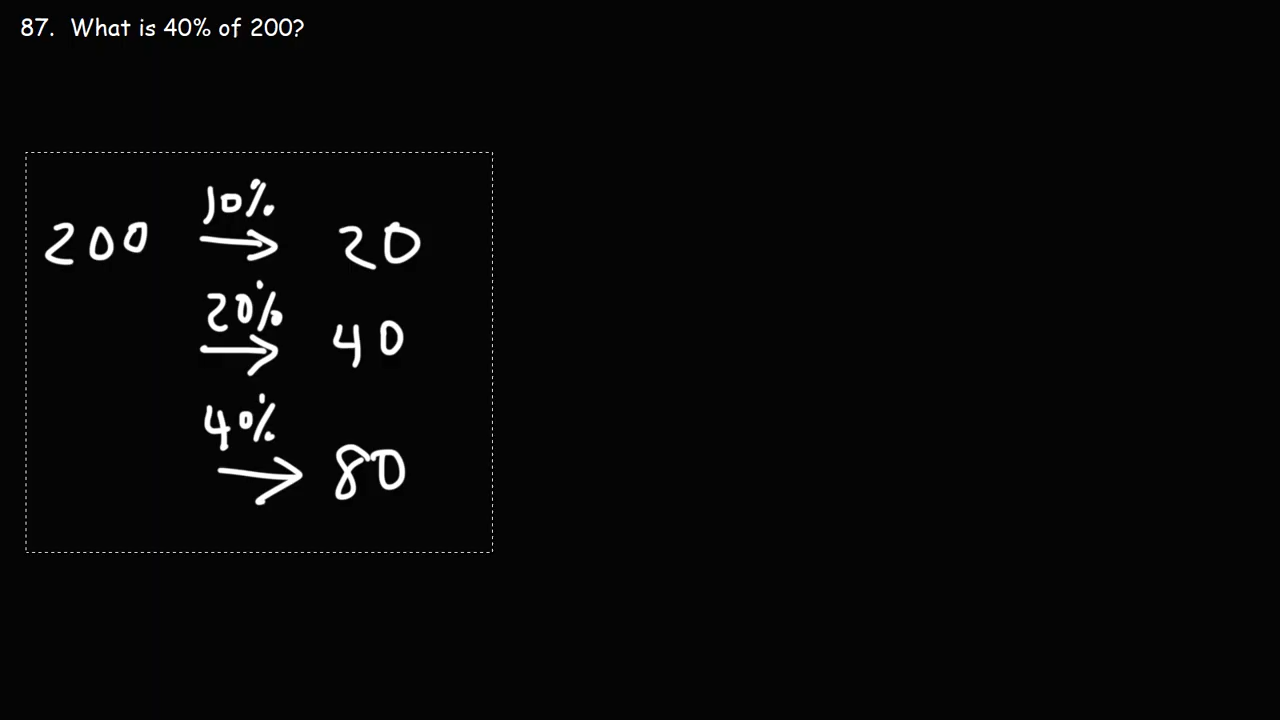 87. What is 40% of 200?
200 10% → 20
20% → 40
40% → 80